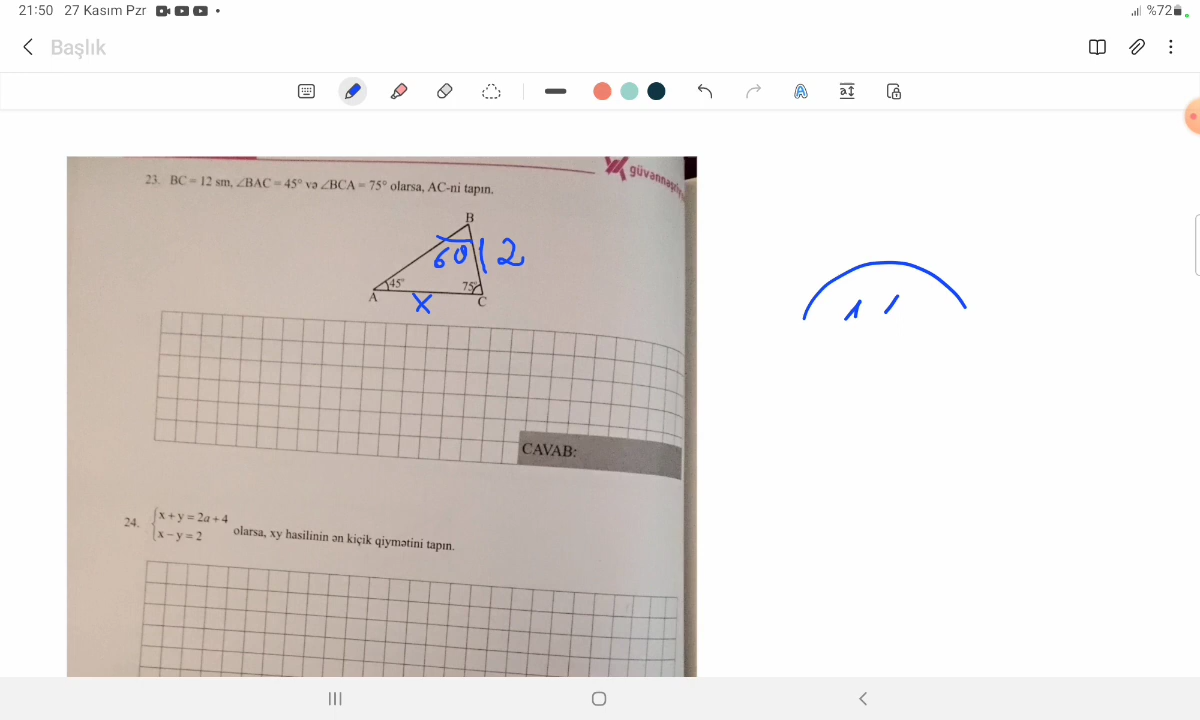 21:50 27 Kasım Pzr
%72
Başlık
güvənnəşriyyatı
23. BC = 12 sm, ∠BAC = 45° və ∠BCA = 75° olarsa, AC-ni tapın.
B
60 12
45° 75°
A x C
CAVAB:
24. {x + y = 2a + 4
x − y = 2
olarsa, xy hasilinin ən kiçik qiymətini tapın.